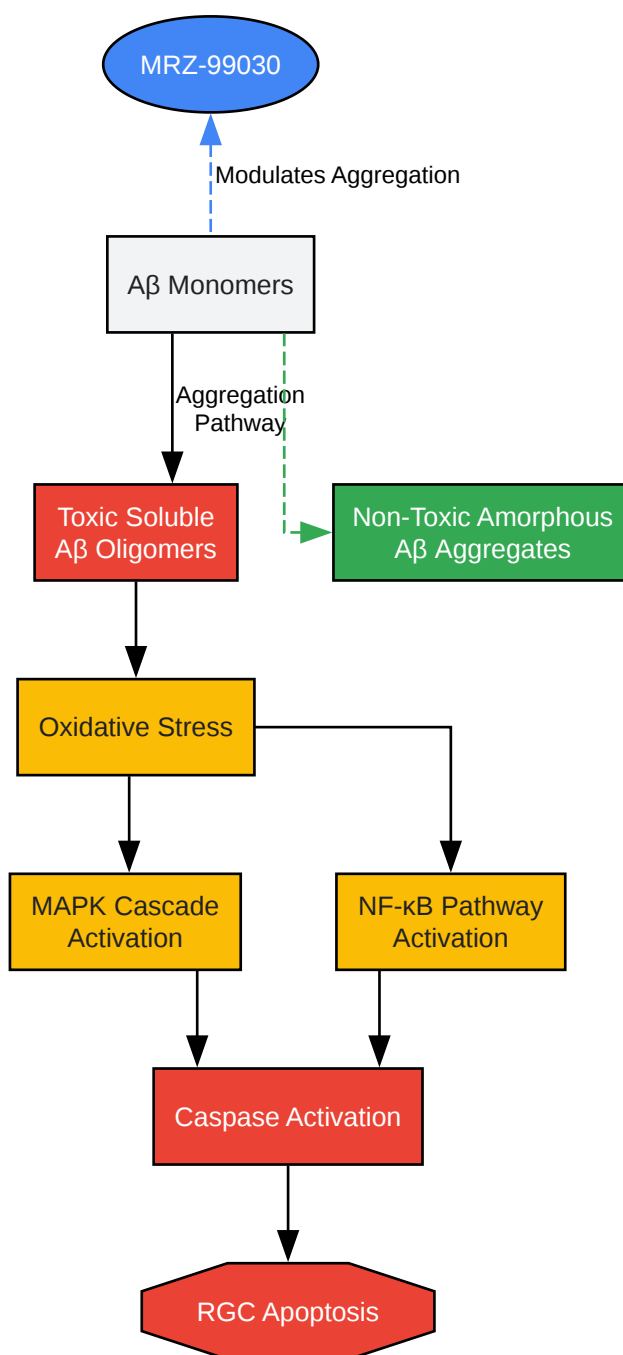 MRZ-99030
Modulates Aggregation
Aβ Monomers
Aggregation
Pathway
Toxic Soluble
Aβ Oligomers
Non-Toxic Amorphous
Aβ Aggregates
Oxidative Stress
MAPK Cascade
Activation
NF-κB Pathway
Activation
Caspase Activation
RGC Apoptosis